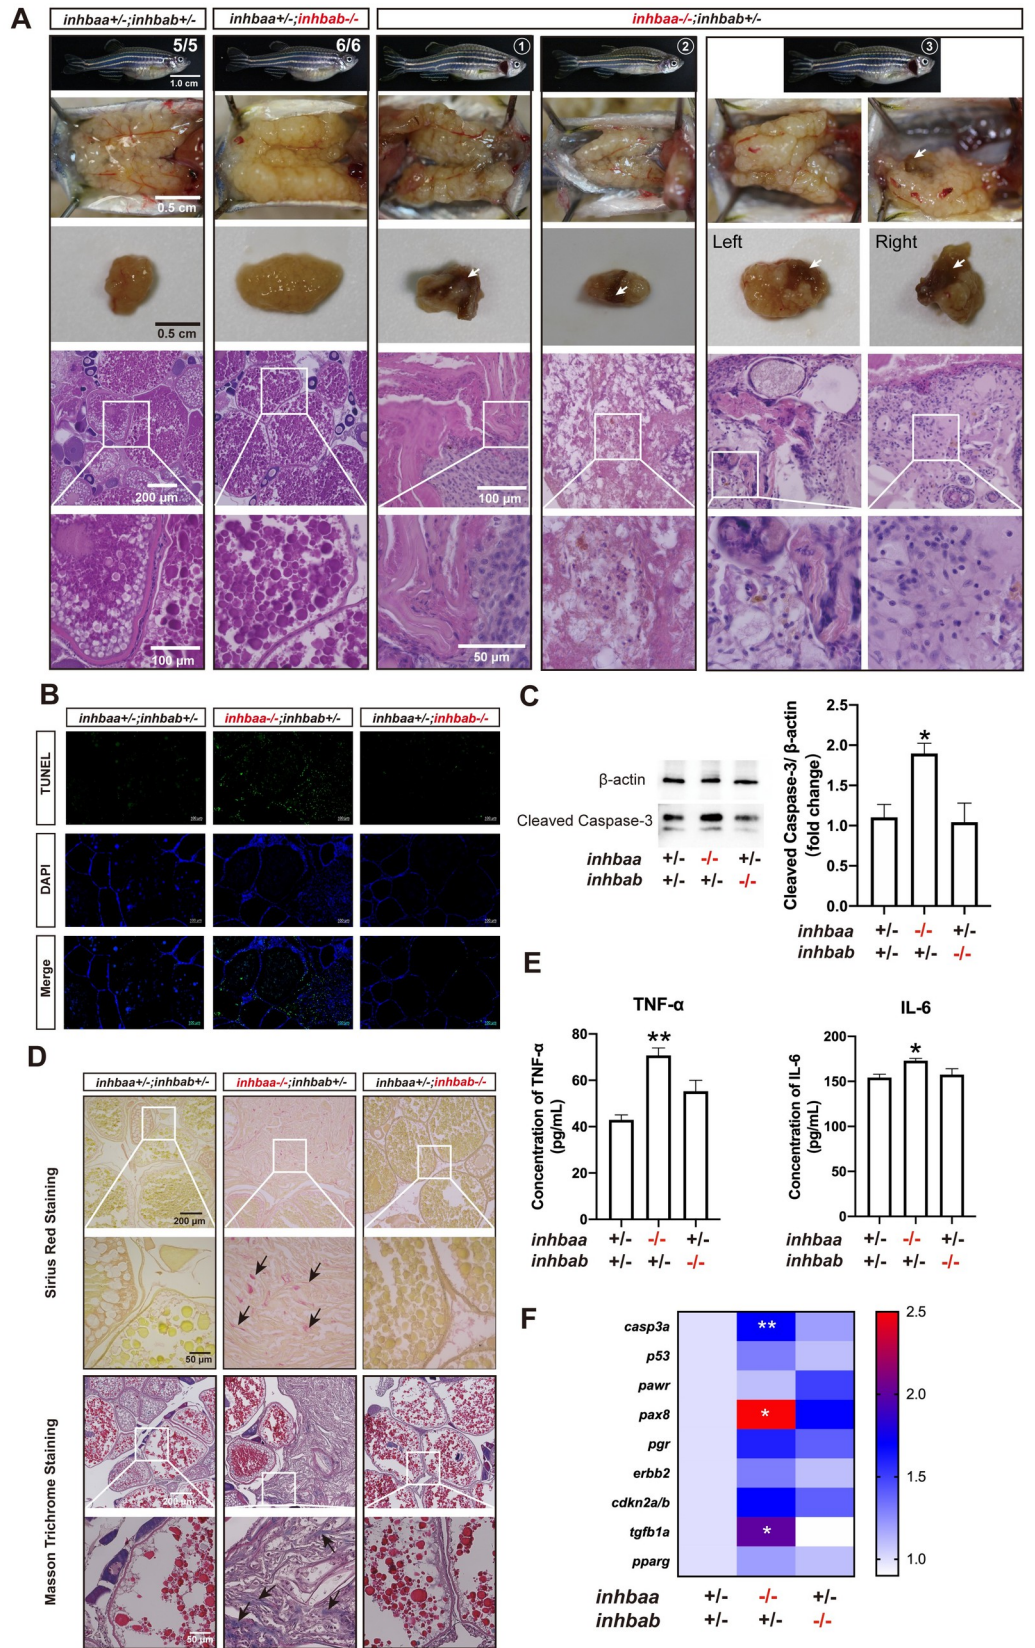 A
inhbaa+/-;inhbab+/-
inhbaa+/-;inhbab-/-
inhbaa-/-;inhbab+/-
5/5
6/6
1
2
3
1.0 cm
0.5 cm
Left
Right
0.5 cm
200 μm
100 μm
100 μm
50 μm
B
inhbaa+/-;inhbab+/-
inhbaa-/-;inhbab+/-
inhbaa+/-;inhbab-/-
TUNEL
DAPI
Merge
C
β-actin
Cleaved Caspase-3
inhbaa +/- -/- +/-
inhbab +/- +/- -/-
Cleaved Caspase-3/ β-actin
(fold change)
2.5
2.0
1.5
1.0
0.5
0.0
*
inhbaa +/- -/- +/-
inhbab +/- +/- -/-
D
inhbaa+/-;inhbab+/-
inhbaa-/-;inhbab+/-
inhbaa+/-;inhbab-/-
Sirius Red Staining
200 μm
50 μm
Masson Trichrome Staining
200 μm
50 μm
E
TNF-α
Concentration of TNF-α
(pg/mL)
80
60
40
20
0
**
inhbaa +/- -/- +/-
inhbab +/- +/- -/-
IL-6
Concentration of IL-6
(pg/mL)
200
150
100
50
0
*
inhbaa +/- -/- +/-
inhbab +/- +/- -/-
F
casp3a **
p53
pawr
pax8 *
pgr
erbb2
cdkn2a/b
tgfb1a *
pparg
2.5
2.0
1.5
1.0
inhbaa +/- -/- +/-
inhbab +/- +/- -/-